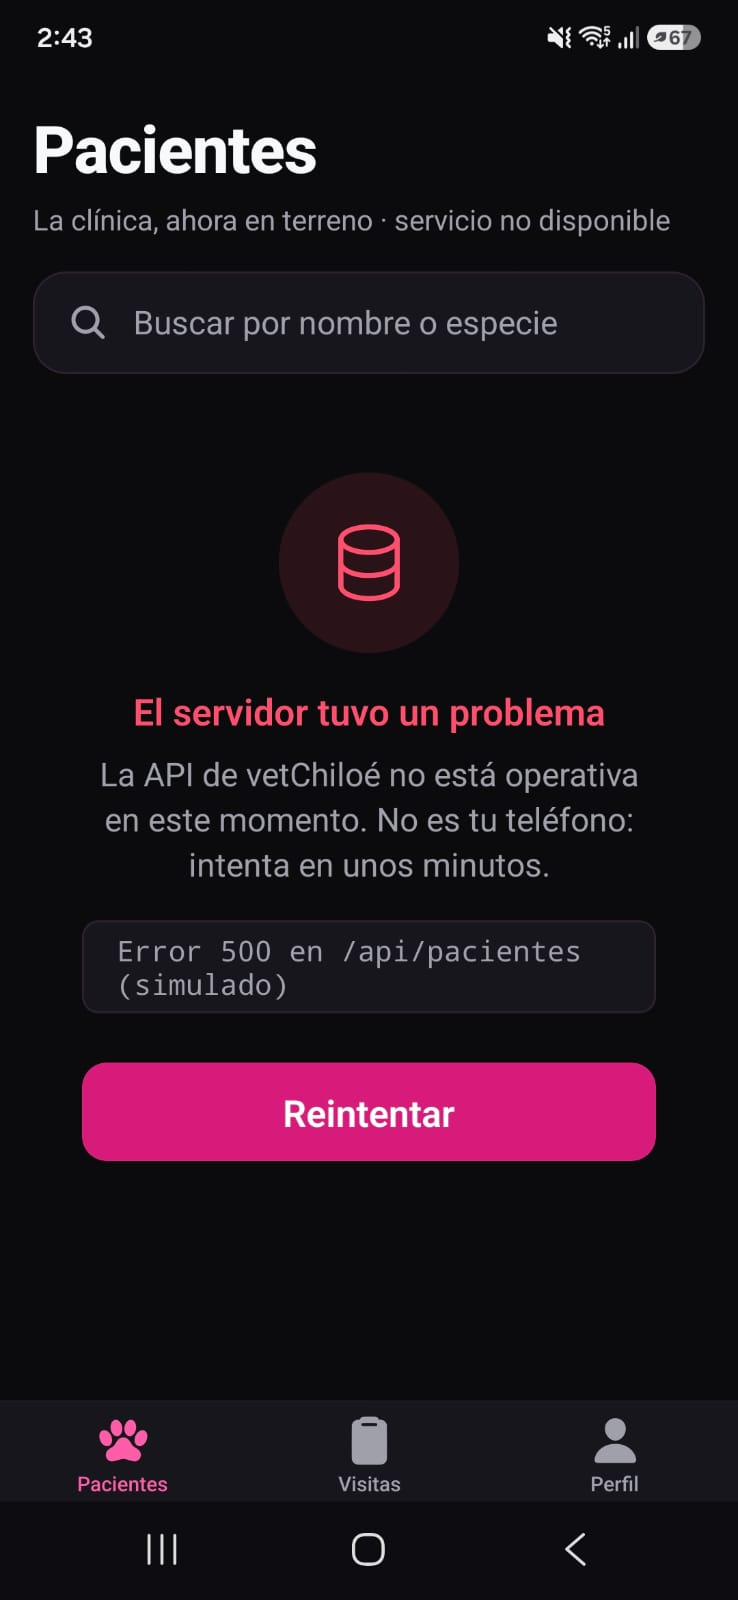 2:43
5
67
Pacientes
La clínica, ahora en terreno · servicio no disponible
Buscar por nombre o especie
El servidor tuvo un problema
La API de vetChiloé no está operativa
en este momento. No es tu teléfono:
intenta en unos minutos.
Error 500 en /api/pacientes
(simulado)
Reintentar
Pacientes
Visitas
Perfil